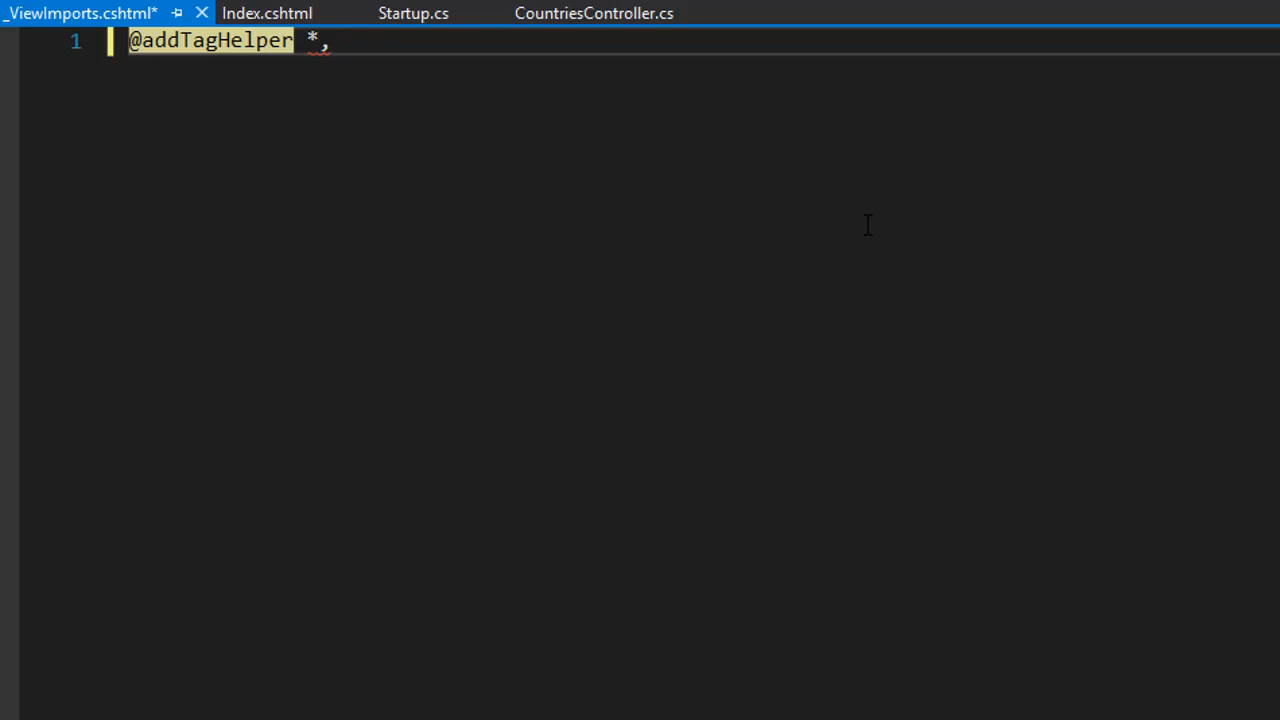 _ViewImports.cshtml* Index.cshtml Startup.cs CountriesController.cs
1 @addTagHelper *,